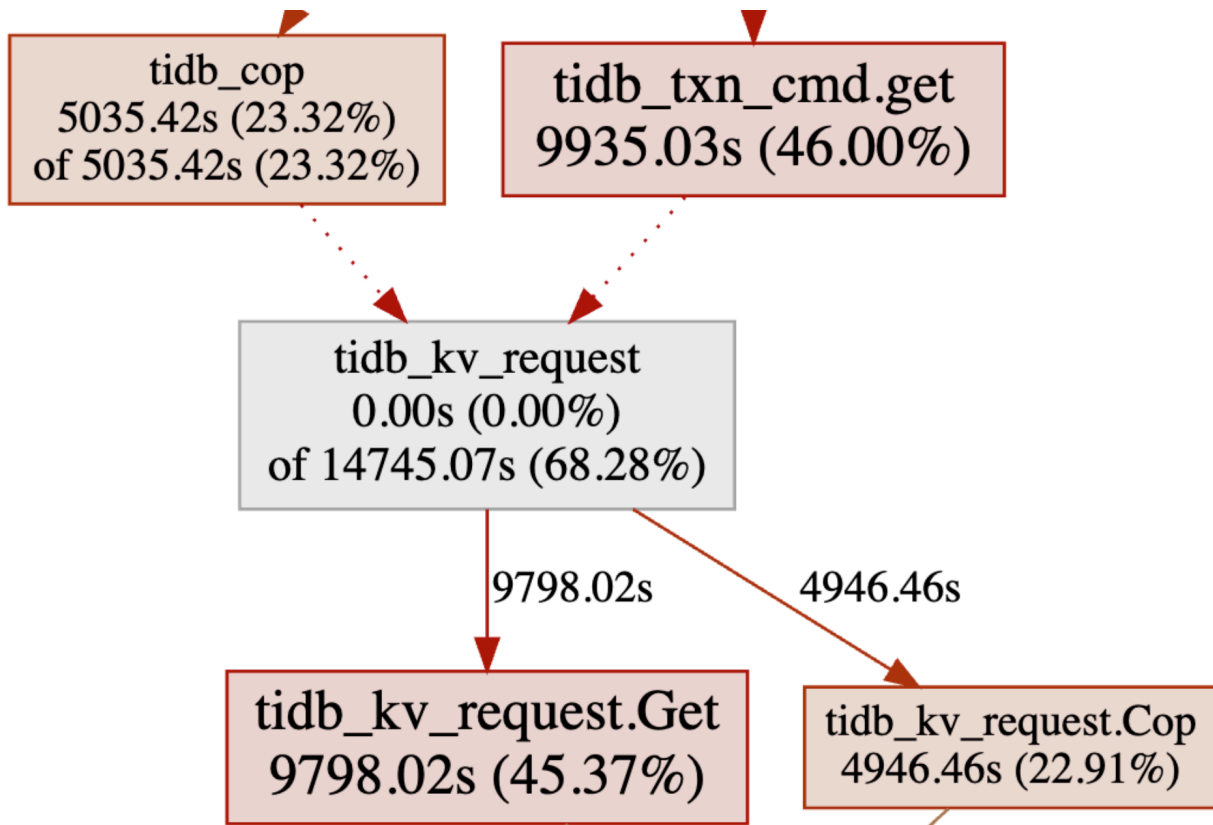 tidb_cop
5035.42s (23.32%)
of 5035.42s (23.32%)
tidb_txn_cmd.get
9935.03s (46.00%)
tidb_kv_request
0.00s (0.00%)
of 14745.07s (68.28%)
9798.02s
4946.46s
tidb_kv_request.Get
9798.02s (45.37%)
tidb_kv_request.Cop
4946.46s (22.91%)